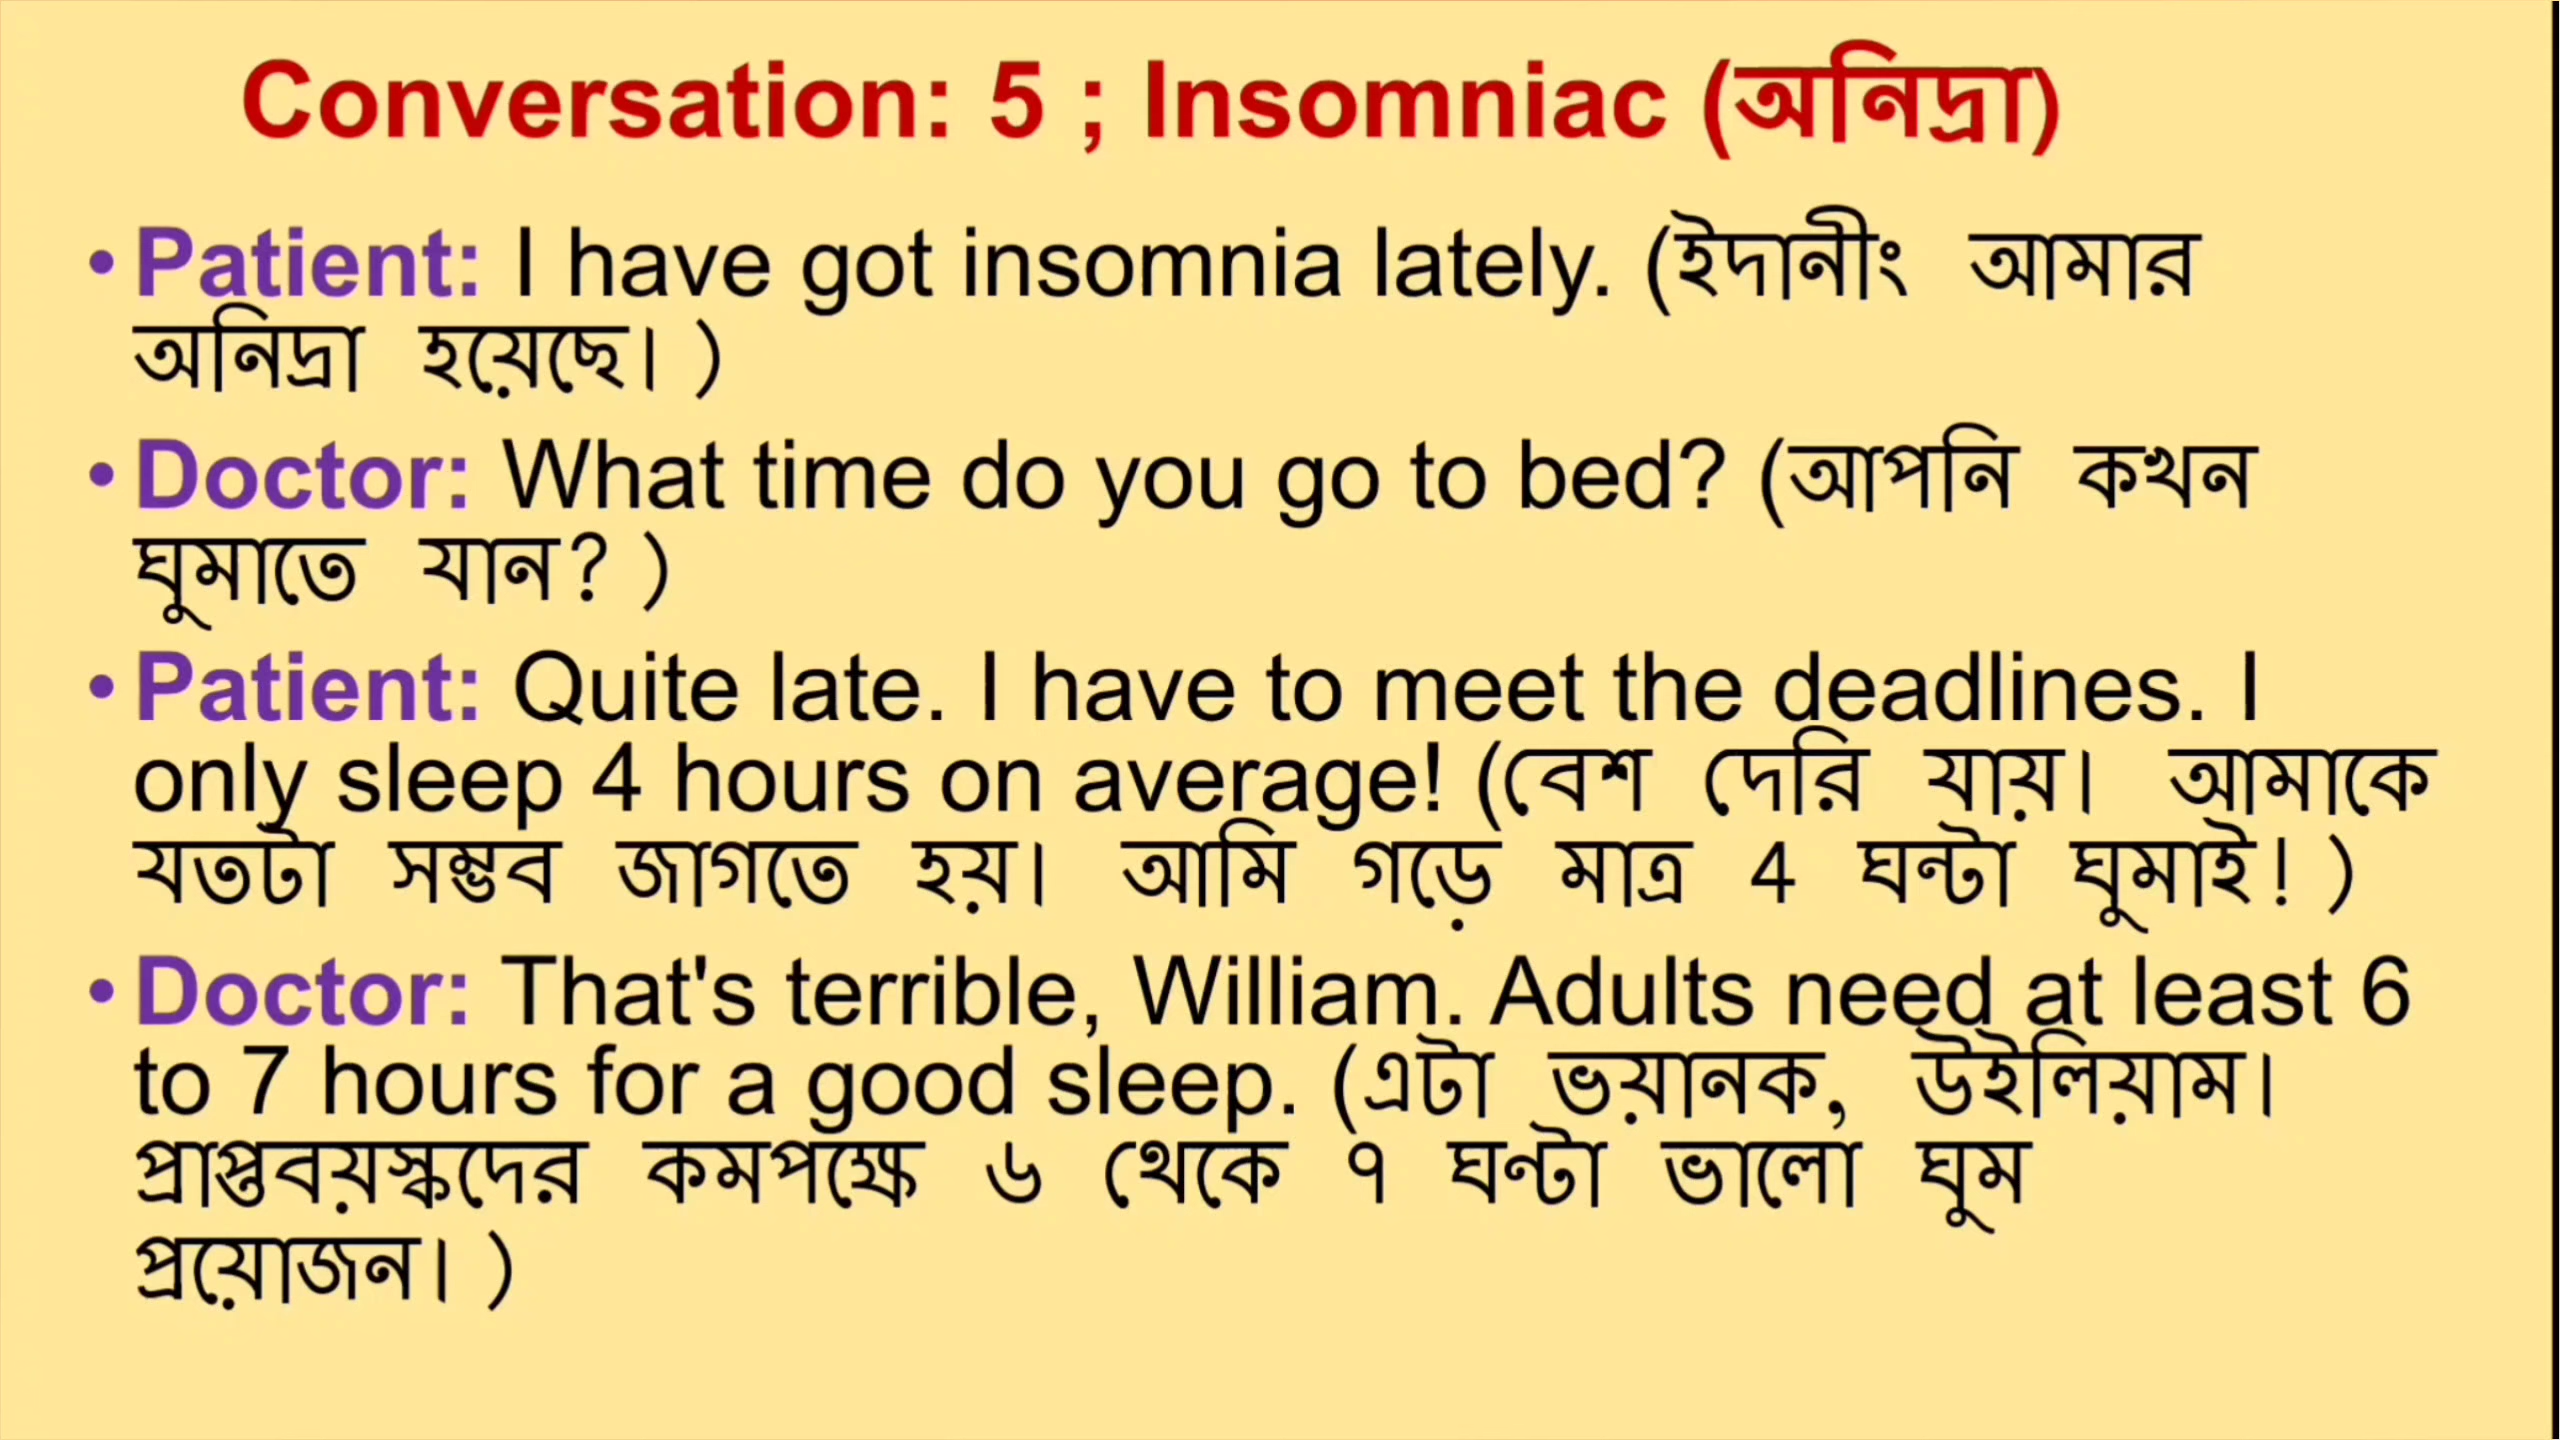 Conversation: 5 ; Insomniac (অনিদ্রা)
• Patient: I have got insomnia lately. (ইদানীং আমার
অনিদ্রা হয়েছে। )
• Doctor: What time do you go to bed? (আপনি কখন
ঘুমাতে যান? )
• Patient: Quite late. I have to meet the deadlines. I
only sleep 4 hours on average! (বেশ দেরি যায়। আমাকে
যতটা সম্ভব জাগতে হয়। আমি গড়ে মাত্র 4 ঘন্টা ঘুমাই! )
• Doctor: That's terrible, William. Adults need at least 6
to 7 hours for a good sleep. (এটা ভয়ানক, উইলিয়াম।
প্রাপ্তবয়স্কদের কমপক্ষে ৬ থেকে ৭ ঘণ্টা ভালো ঘুম
প্রয়োজন। )